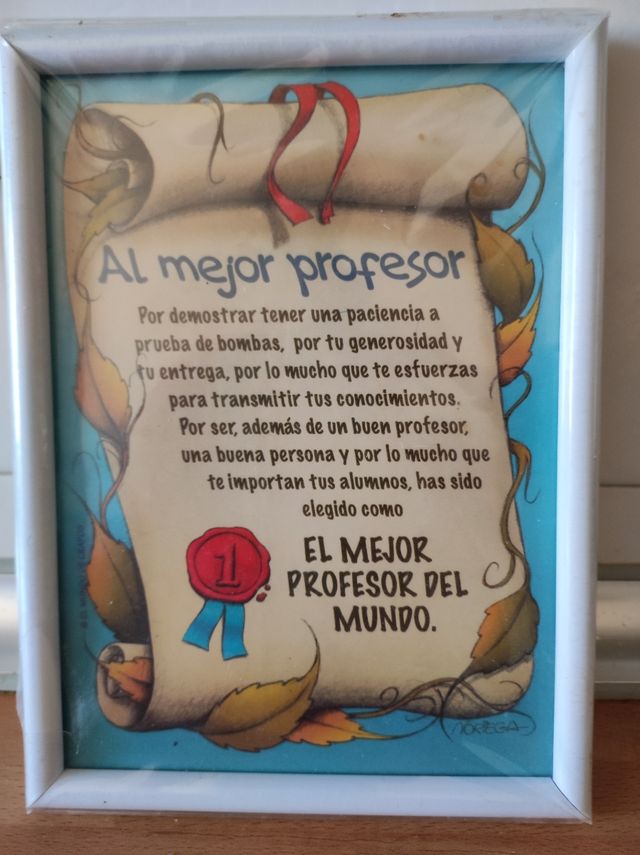 Al mejor profesor
Por demostrar tener una paciencia a
prueba de bombas, por tu generosidad y
tu entrega, por lo mucho que te esfuerzas
para transmitir tus conocimientos.
Por ser, además de un buen profesor,
una buena persona y por lo mucho que
te importan tus alumnos, has sido
elegido como
1
EL MEJOR
PROFESOR DEL
MUNDO.
NORIEGA